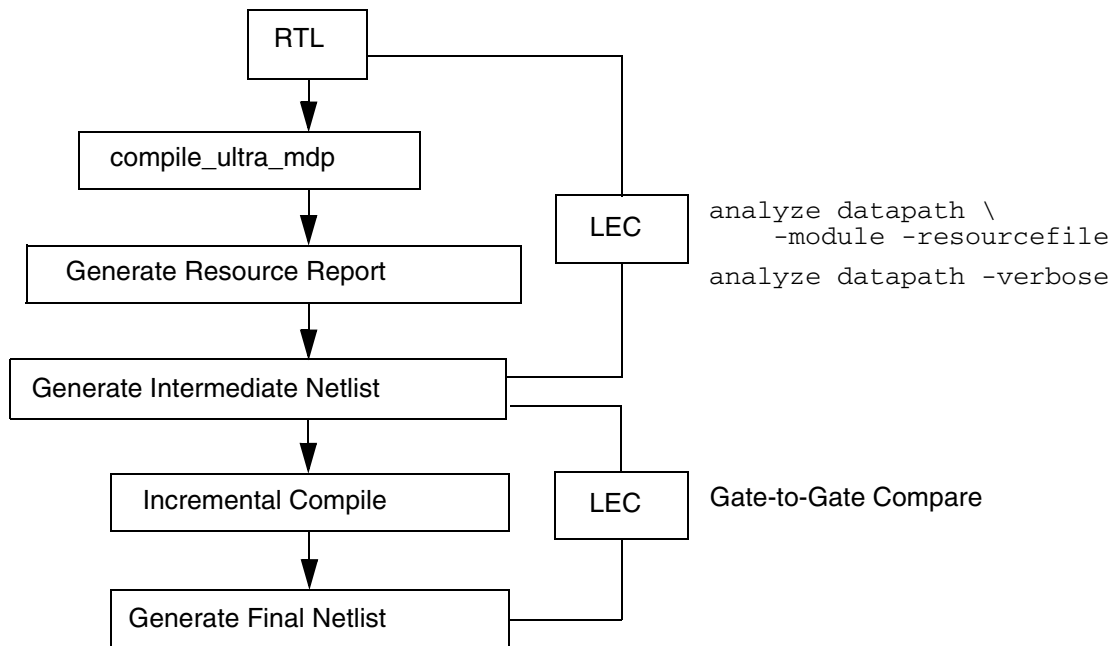 RTL
compile_ultra_mdp
LEC
analyze datapath \
-module -resourcefile
analyze datapath -verbose
Generate Resource Report
Generate Intermediate Netlist
Incremental Compile
LEC
Gate-to-Gate Compare
Generate Final Netlist